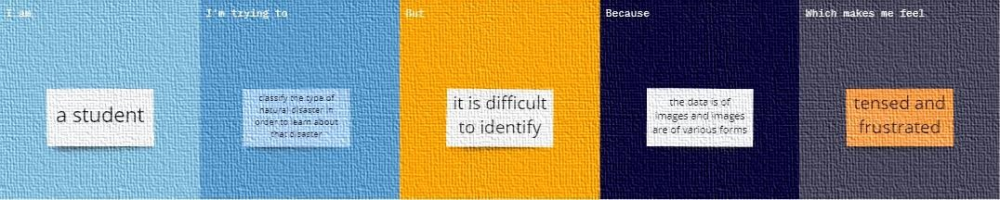 I am
a student
I'm trying to
classify the type of
natural disaster in
order to learn about
that disaster
But
it is difficult
to identify
Because
the data is of
images and images
are of various forms
Which makes me feel
tensed and
frustrated